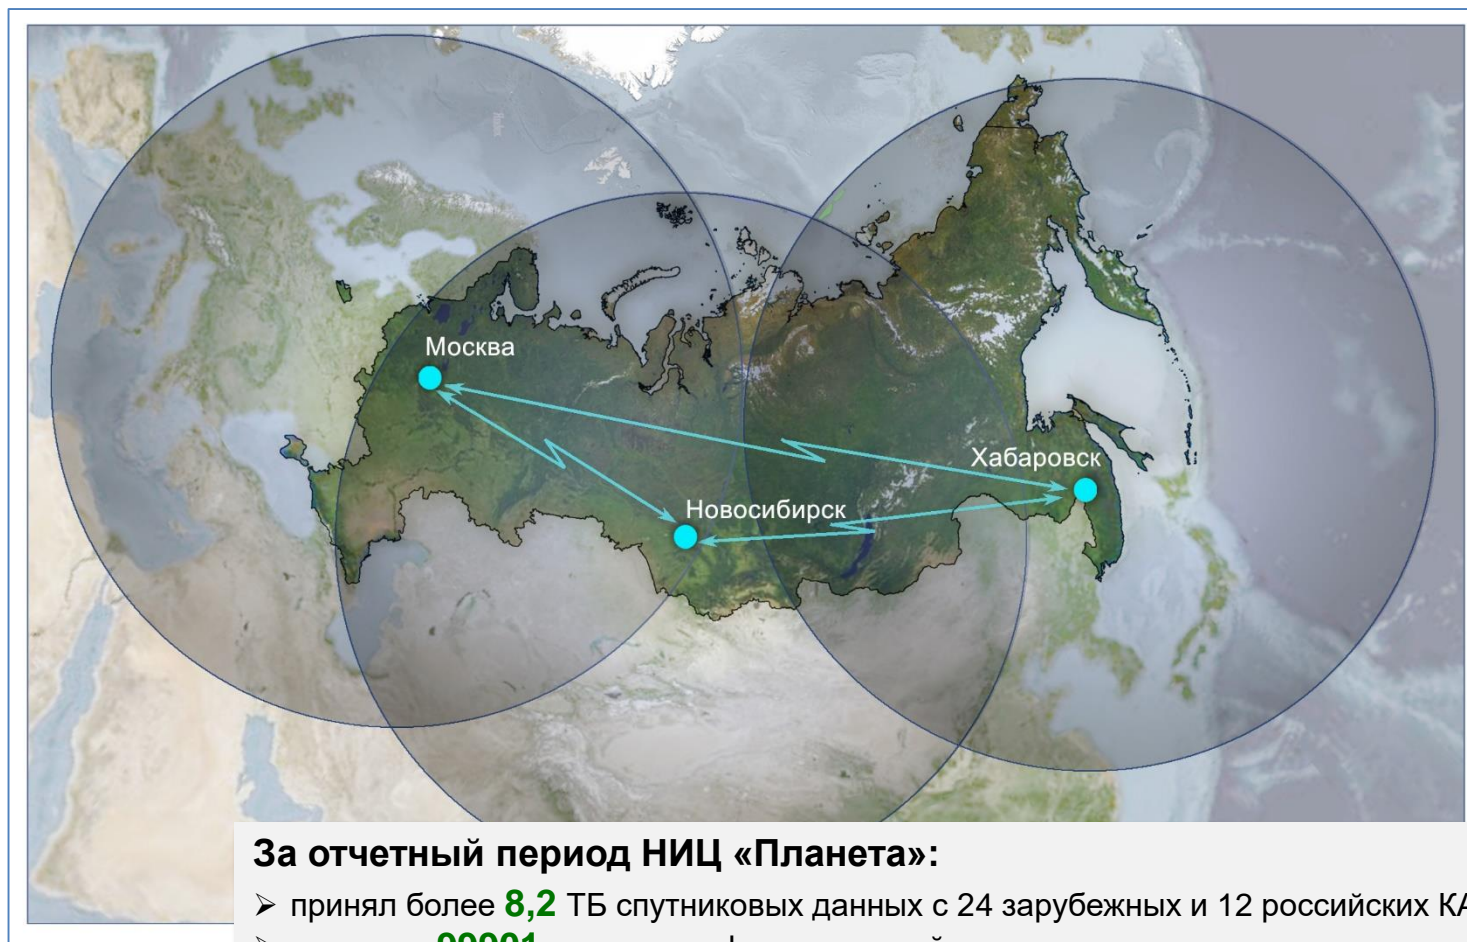 Москва
Хабаровск
Новосибирск
За отчетный период НИЦ «Планета»:
➢ принял более 8,2 ТБ спутниковых данных с 24 зарубежных и 12 российских КА